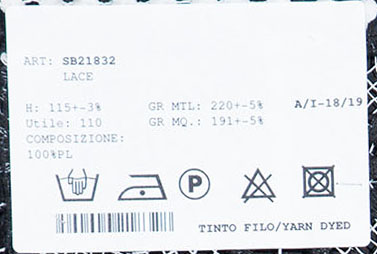 ART: SB21832
LACE
H: 115+-3% GR MTL: 220+-5% A/I-18/19
Utile: 110 GR MQ.: 191+-5%
COMPOSIZIONE:
100%PL
P
TINTO FILO/YARN DYED